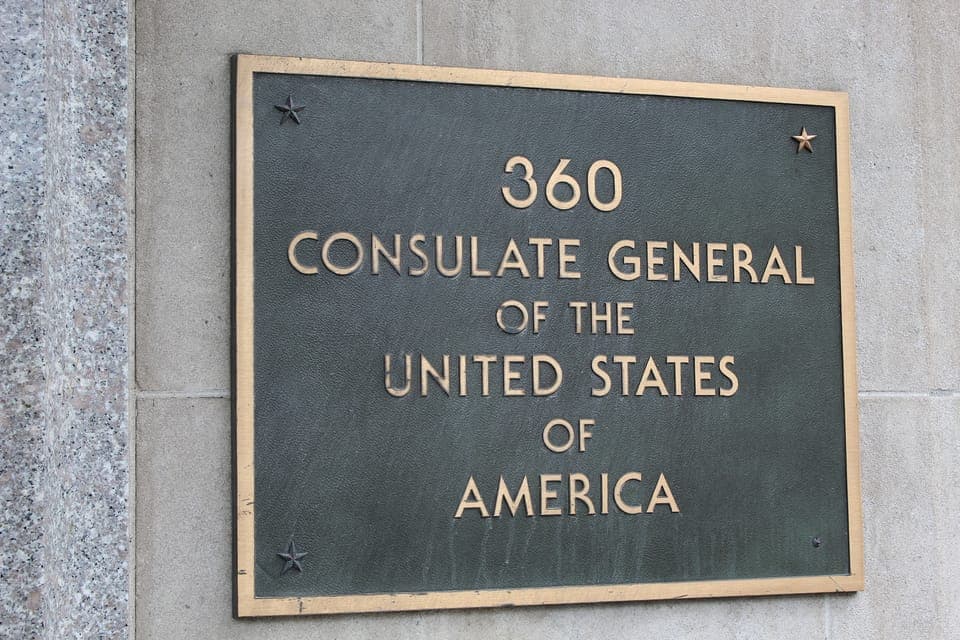 360
CONSULATE GENERAL
OF THE
UNITED STATES
OF
AMERICA